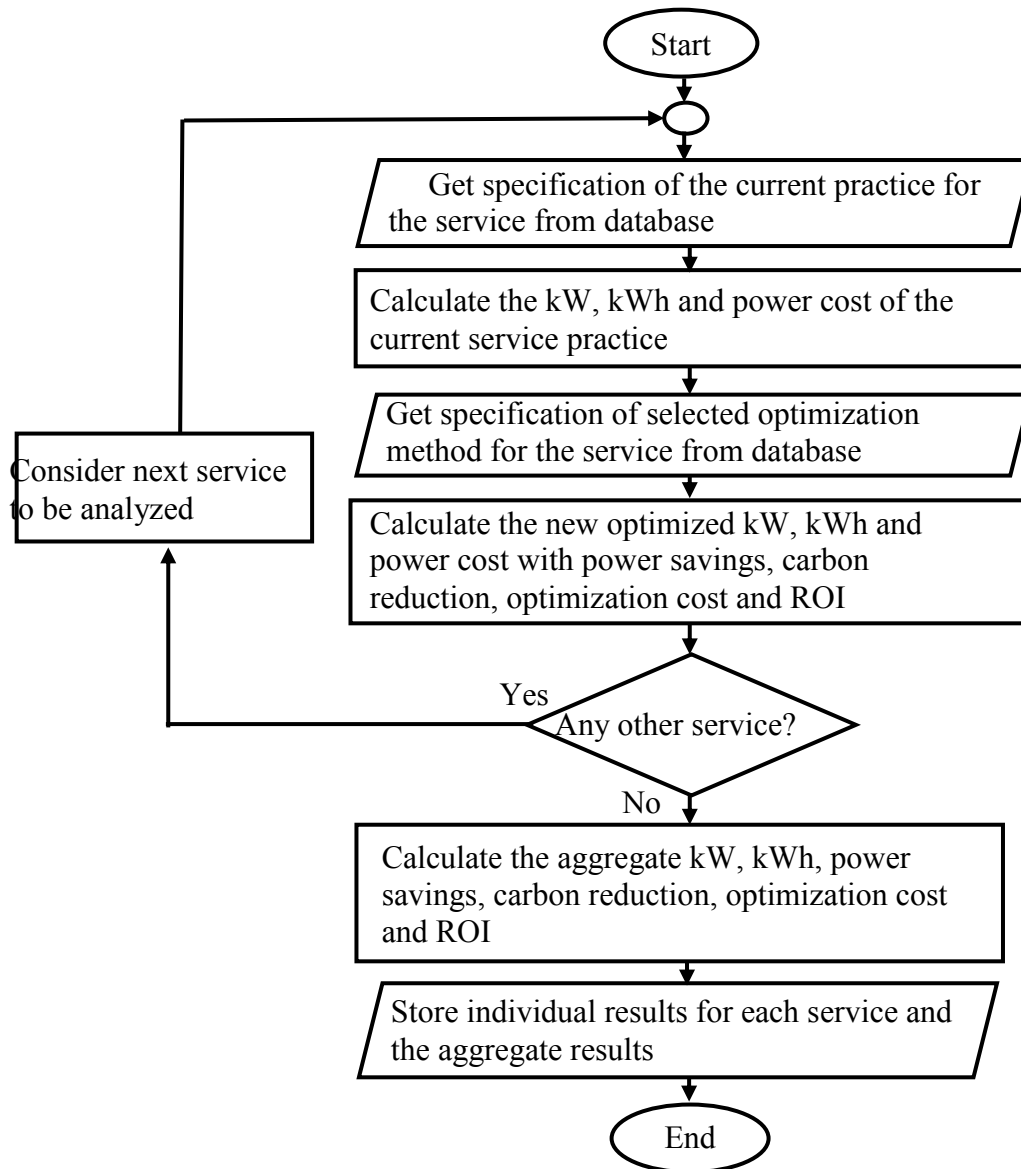 Start
Get specification of the current practice for
the service from database
Calculate the kW, kWh and power cost of the
current service practice
Get specification of selected optimization
method for the service from database
Consider next service
to be analyzed
Calculate the new optimized kW, kWh and
power cost with power savings, carbon
reduction, optimization cost and ROI
Yes
Any other service?
No
Calculate the aggregate kW, kWh, power
savings, carbon reduction, optimization cost
and ROI
Store individual results for each service and
the aggregate results
End